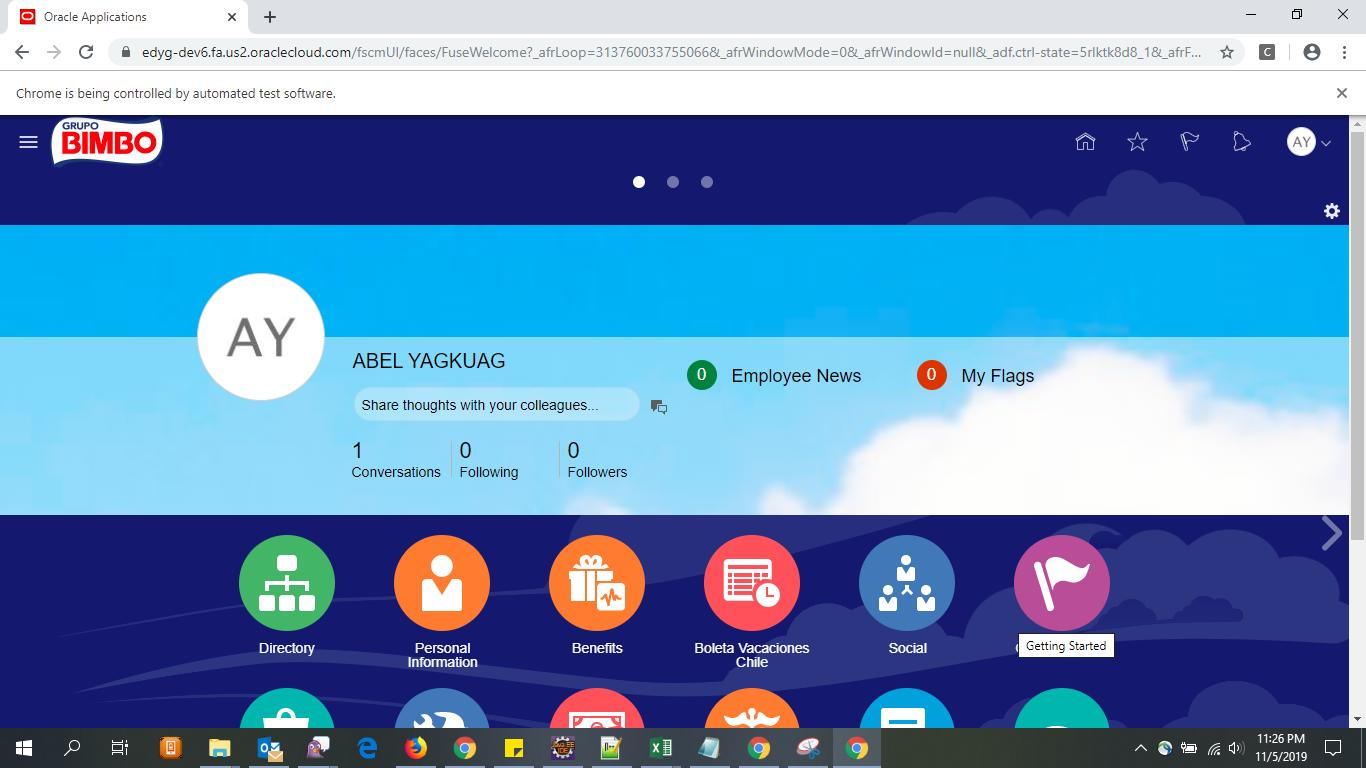 Oracle Applications
edyg-dev6.fa.us2.oraclecloud.com/fscmUI/faces/FuseWelcome?_afrLoop=313760033755066&_afrWindowMode=0&_afrWindowId=null&_adf.ctrl-state=5rlktk8d8_1&_afrF...
C
Chrome is being controlled by automated test software.
GRUPO
BIMBO
AY
AY
ABEL YAGKUAG
Share thoughts with your colleagues...
0 Employee News
0 My Flags
1 0 0
Conversations Following Followers
Directory
Personal
Information
Benefits
Boleta Vacaciones
Chile
Social
Getting Started
11:26 PM
11/5/2019